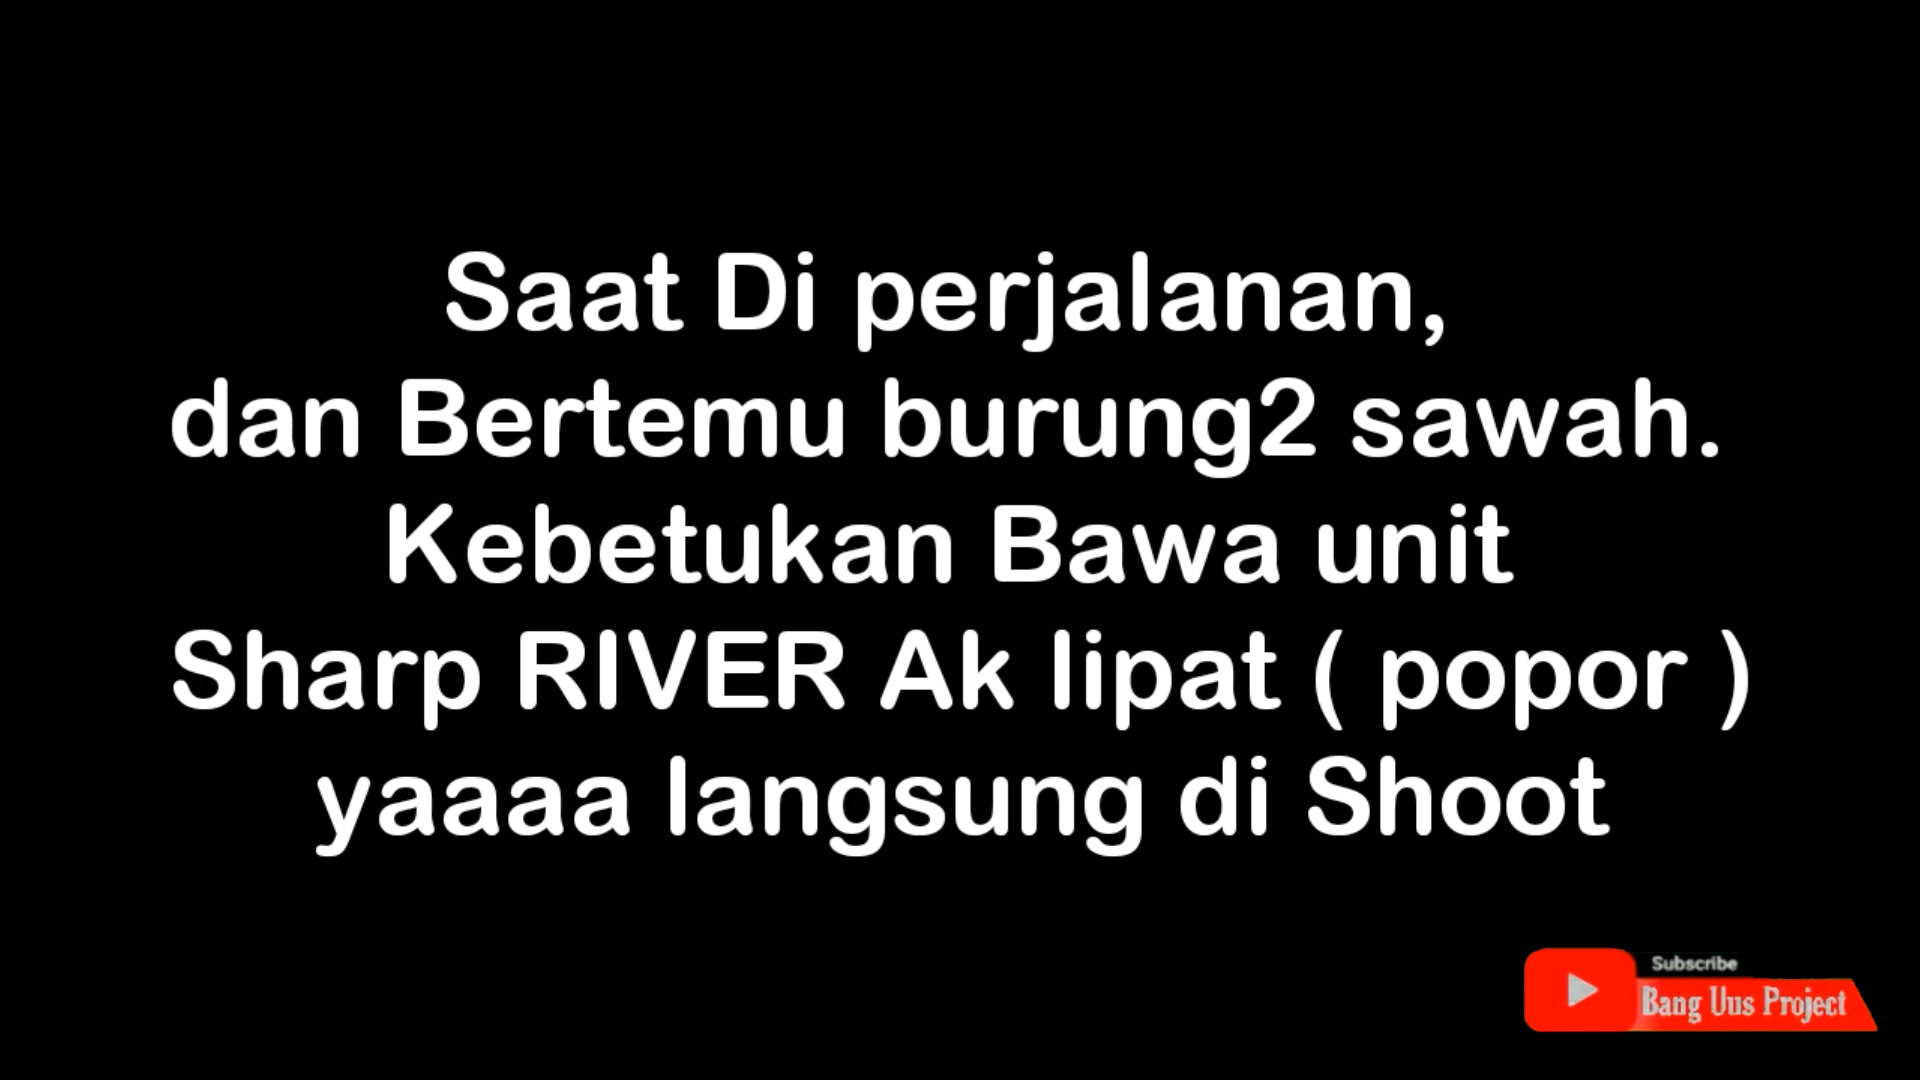 Saat Di perjalanan,
dan Bertemu burung2 sawah.
Kebetukan Bawa unit
Sharp RIVER Ak lipat ( popor )
yaaaa langsung di Shoot
Subscribe
Bang Uus Project